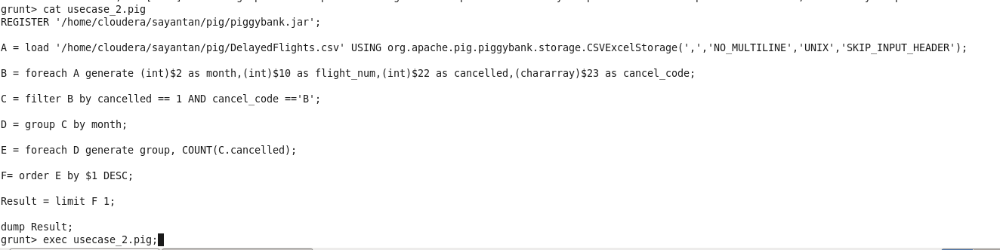 grunt> cat usecase_2.pig
REGISTER '/home/cloudera/sayantan/pig/piggybank.jar';
A = load '/home/cloudera/sayantan/pig/DelayedFlights.csv' USING org.apache.pig.piggybank.storage.CSVExcelStorage(',','NO_MULTILINE','UNIX','SKIP_INPUT_HEADER');
B = foreach A generate (int)$2 as month,(int)$10 as flight_num,(int)$22 as cancelled,(chararray)$23 as cancel_code;
C = filter B by cancelled == 1 AND cancel_code =='B';
D = group C by month;
E = foreach D generate group, COUNT(C.cancelled);
F= order E by $1 DESC;
Result = limit F 1;
dump Result;
grunt> exec usecase_2.pig;